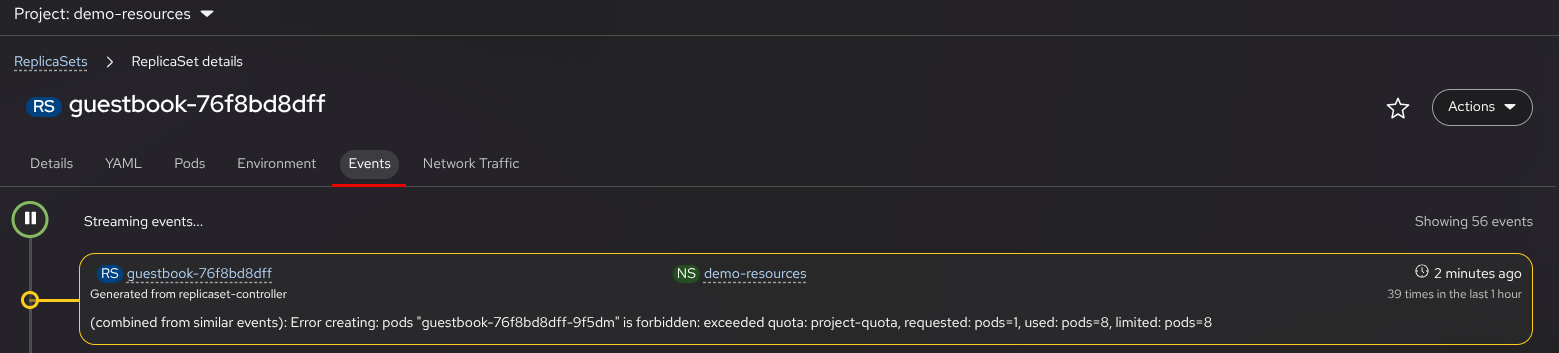 Project: demo-resources
ReplicaSets > ReplicaSet details
RS guestbook-76f8bd8dff
Actions
Details YAML Pods Environment Events Network Traffic
Streaming events... Showing 56 events
RS guestbook-76f8bd8dff NS demo-resources 2 minutes ago
Generated from replicaset-controller 39 times in the last 1 hour
(combined from similar events): Error creating: pods "guestbook-76f8bd8dff-9f5dm" is forbidden: exceeded quota: project-quota, requested: pods=1, used: pods=8, limited: pods=8